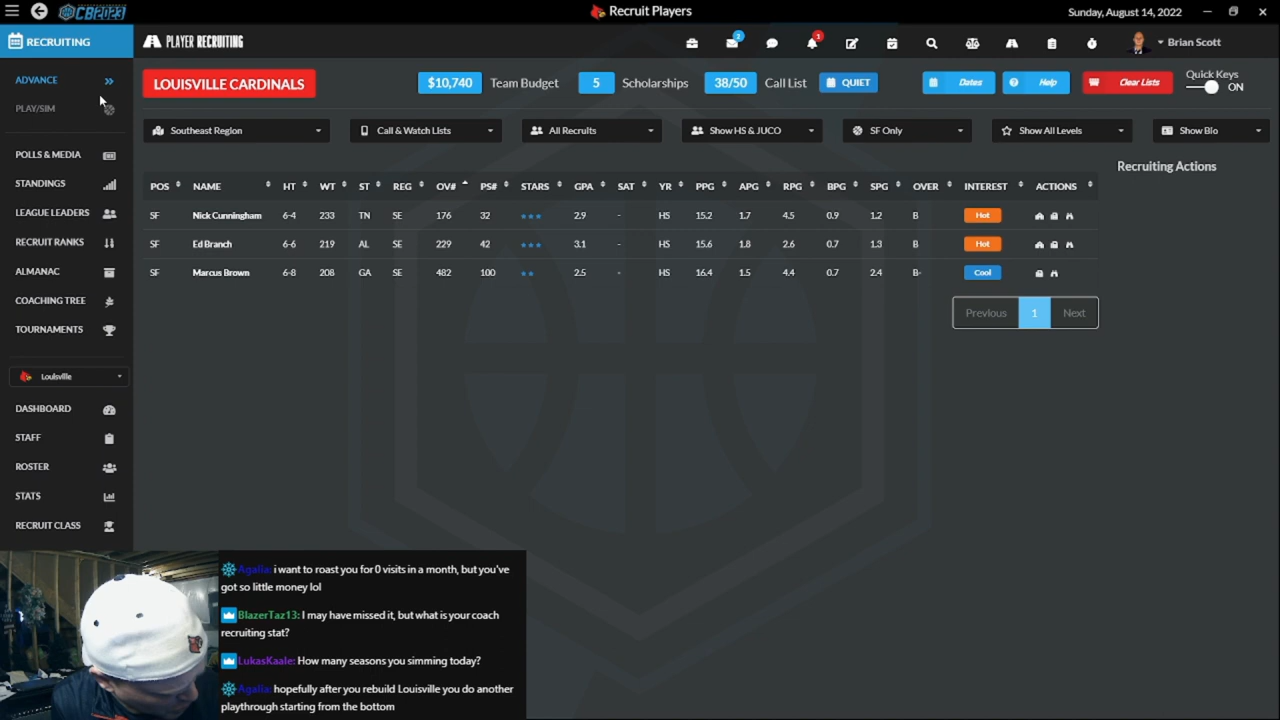 CB2023
Recruit Players
Sunday, August 14, 2022
RECRUITING
PLAYER RECRUITING
2
1
Brian Scott
ADVANCE
PLAY/SIM
POLLS & MEDIA
STANDINGS
LEAGUE LEADERS
RECRUIT RANKS
ALMANAC
COACHING TREE
TOURNAMENTS
Louisville
DASHBOARD
STAFF
ROSTER
STATS
RECRUIT CLASS
LOUISVILLE CARDINALS
$10,740 Team Budget 5 Scholarships 38/50 Call List QUIET Dates Help Clear Lists Quick Keys
ON
Southeast Region Call & Watch Lists All Recruits Show HS & JUCO SF Only Show All Levels Show Bio
Recruiting Actions
POS NAME HT WT ST REG OV# PS# STARS GPA SAT YR PPG APG RPG BPG SPG OVER INTEREST ACTIONS
SF Nick Cunningham 6-4 233 TN SE 176 32 ★★★ 2.9 - HS 15.2 1.7 4.5 0.9 1.2 B Hot
SF Ed Branch 6-6 219 AL SE 229 42 ★★★ 3.1 - HS 15.6 1.8 2.6 0.7 1.3 B Hot
SF Marcus Brown 6-8 208 GA SE 482 100 ★★ 2.5 - HS 16.4 1.5 4.4 0.7 2.4 B- Cool
Previous 1 Next
Agalia: i want to roast you for 0 visits in a month, but you've
got so little money lol
BlazerTaz13: I may have missed it, but what is your coach
recruiting stat?
LukasKaale: How many seasons you simming today?
Agalia: hopefully after you rebuild Louisville you do another
playthrough starting from the bottom